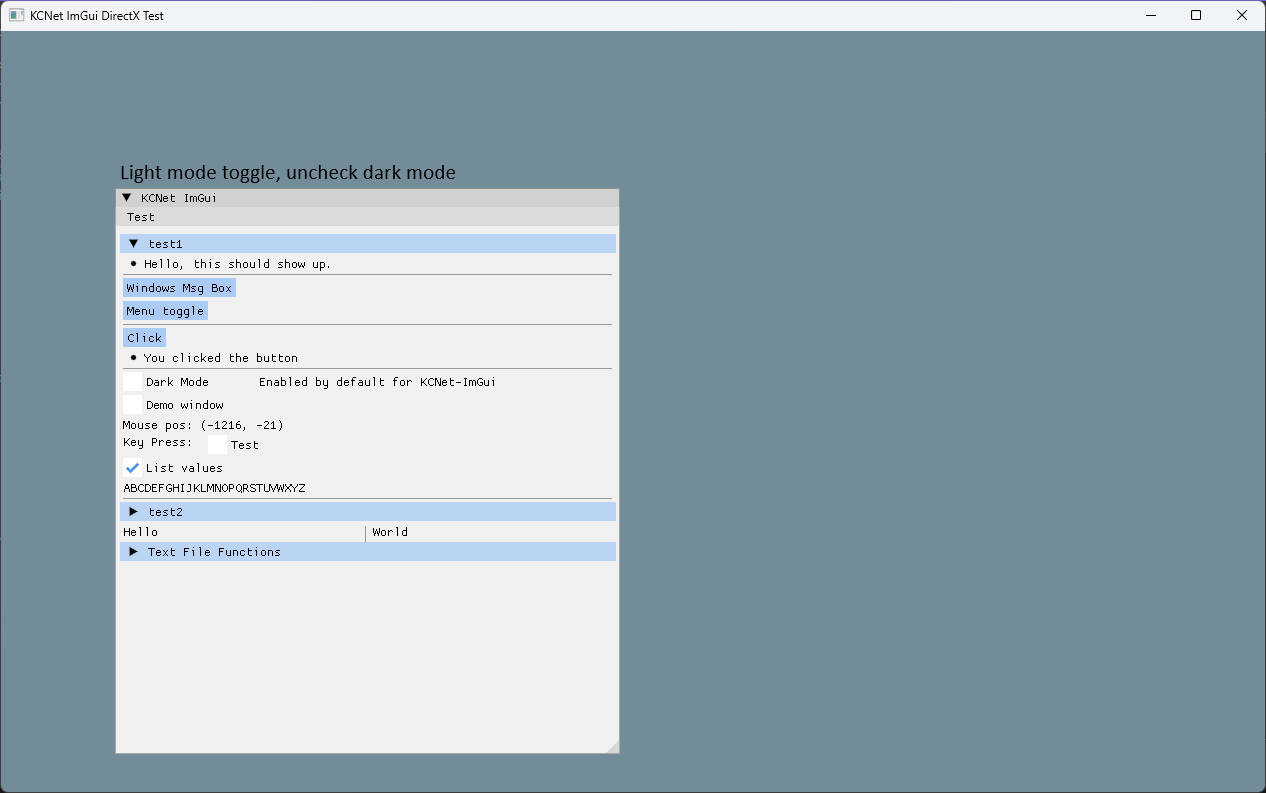 KCNet ImGui DirectX Test
Light mode toggle, uncheck dark mode
KCNet ImGui
Test
test1
Hello, this should show up.
Windows Msg Box
Menu toggle
Click
You clicked the button
Dark Mode Enabled by default for KCNet-ImGui
Demo window
Mouse pos: (-1216, -21)
Key Press: Test
List values
ABCDEFGHIJKLMNOPQRSTUVWXYZ
test2
Hello World
Text File Functions